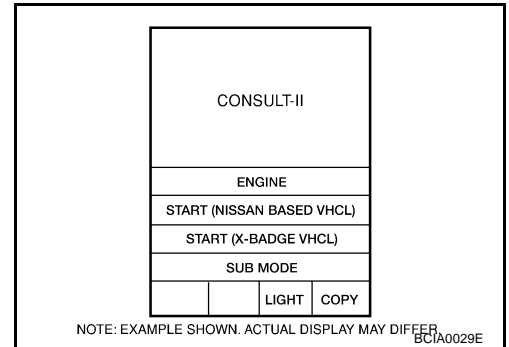 CONSULT-II
ENGINE
START (NISSAN BASED VHCL)
START (X-BADGE VHCL)
SUB MODE
LIGHT COPY
NOTE: EXAMPLE SHOWN. ACTUAL DISPLAY MAY DIFFER.
BCIA0029E